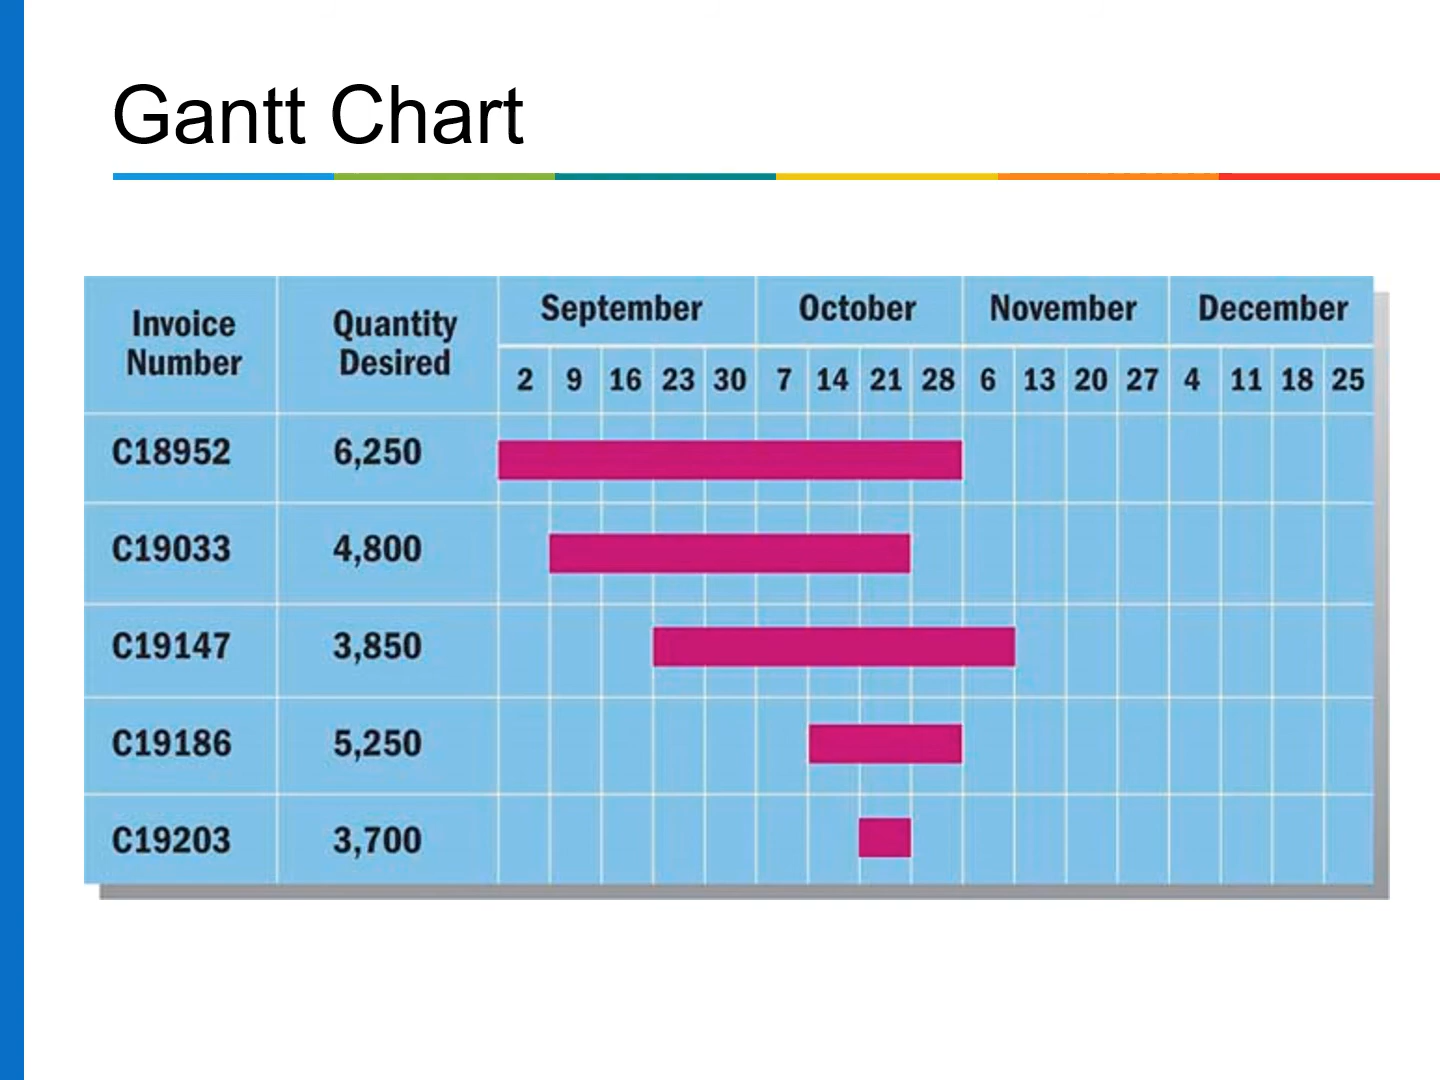 Gantt Chart
Invoice Number Quantity Desired September October November December
2 9 16 23 30 7 14 21 28 6 13 20 27 4 11 18 25
C18952 6,250
C19033 4,800
C19147 3,850
C19186 5,250
C19203 3,700